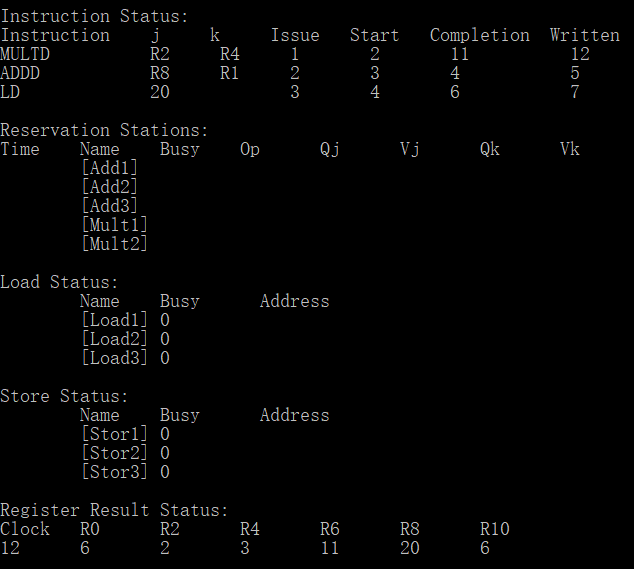 Instruction Status:
Instruction j k Issue Start Completion Written
MULTD R2 R4 1 2 11 12
ADDD R8 R1 2 3 4 5
LD 20 3 4 6 7
Reservation Stations:
Time Name Busy Op Qj Vj Qk Vk
[Add1]
[Add2]
[Add3]
[Mult1]
[Mult2]
Load Status:
Name Busy Address
[Load1] 0
[Load2] 0
[Load3] 0
Store Status:
Name Busy Address
[Stor1] 0
[Stor2] 0
[Stor3] 0
Register Result Status:
Clock R0 R2 R4 R6 R8 R10
12 6 2 3 11 20 6